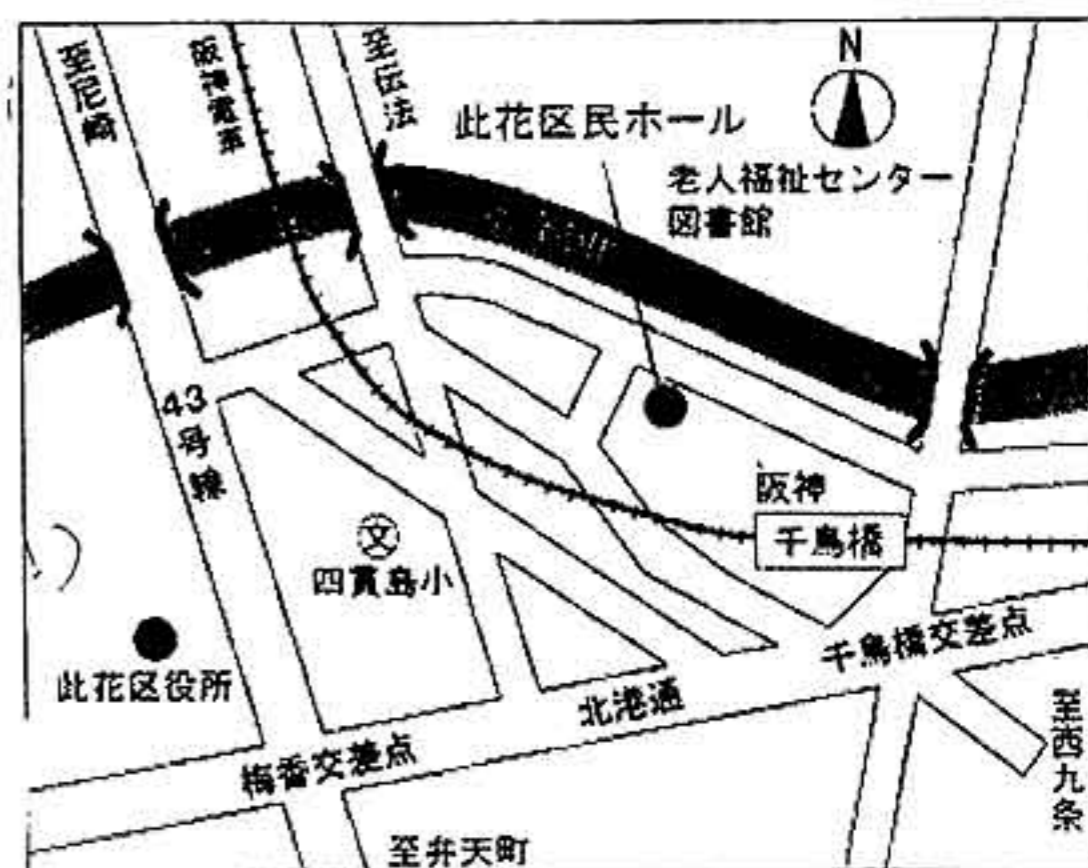 至尼崎
阪神電車
至伝法
N
此花区民ホール
老人福祉センター
図書館
43号線
阪神
千鳥橋
四貫島小
此花区役所
千鳥橋交差点
北港通
梅香交差点
至西九条
至弁天町